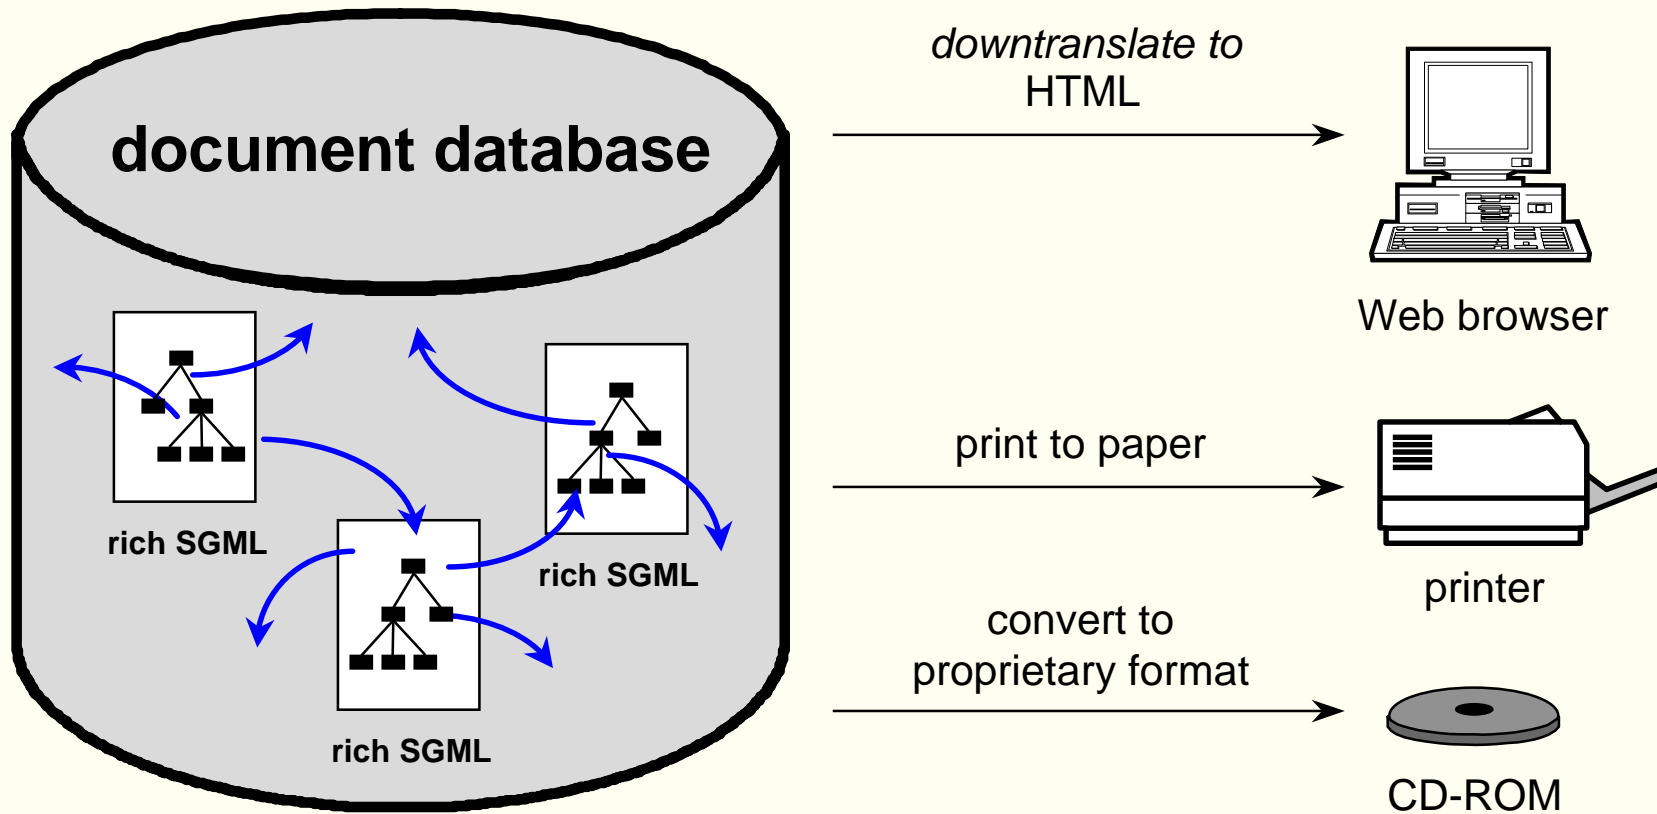 document database
rich SGML
rich SGML
rich SGML
downtranslate to
HTML
Web browser
print to paper
printer
convert to
proprietary format
CD-ROM